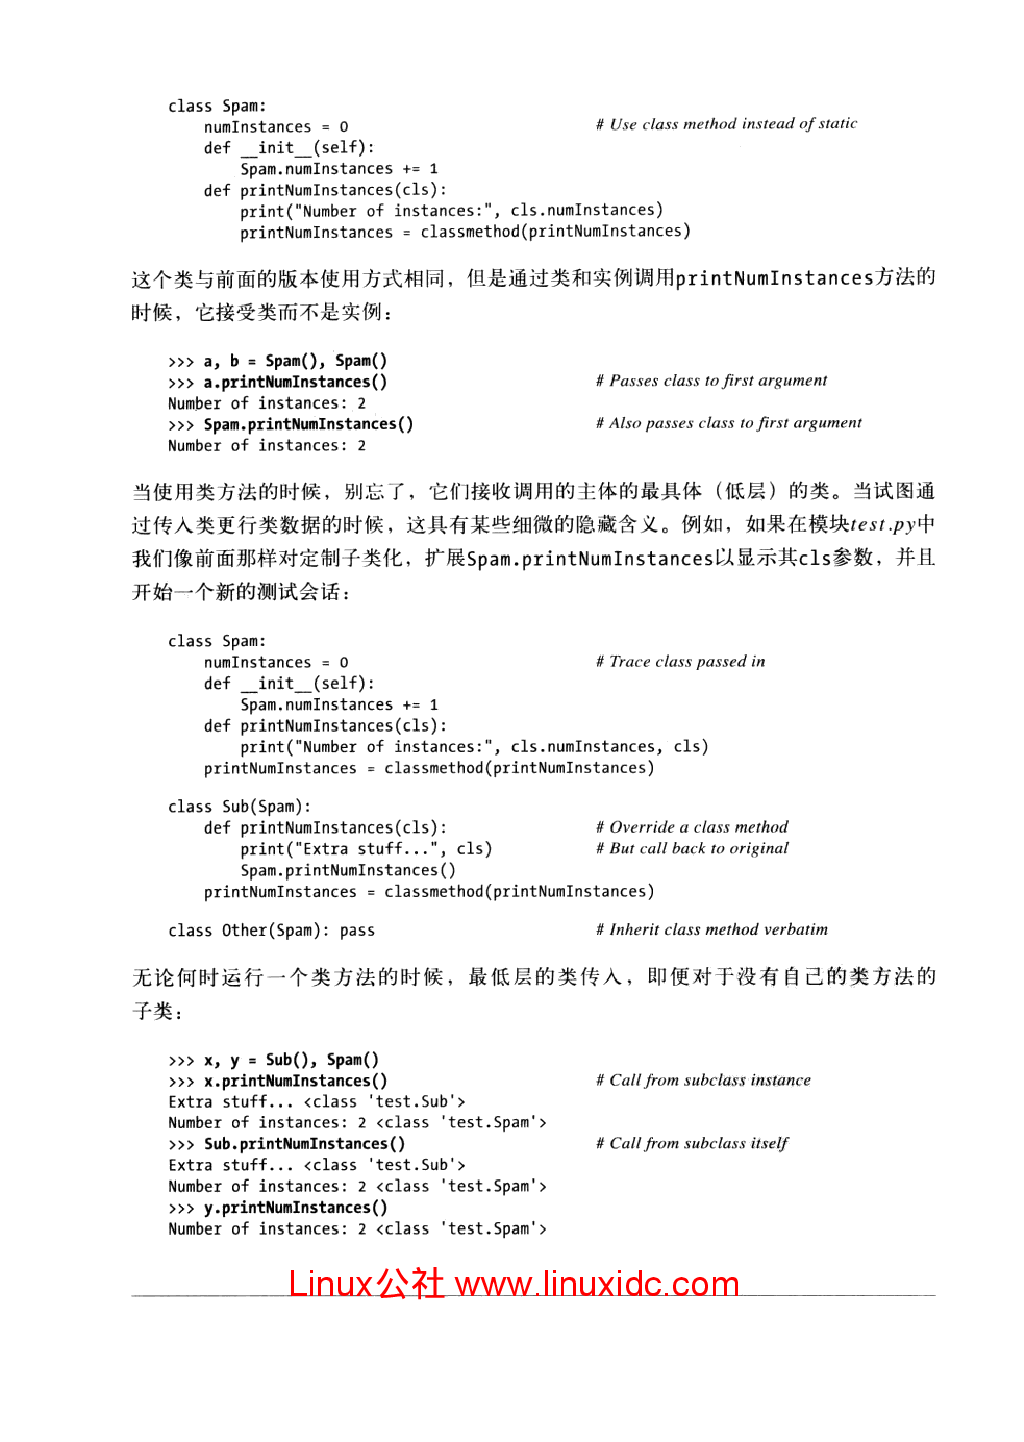 class Spam:
    numInstances = 0                    # Use class method instead of static
    def __init__(self):
        Spam.numInstances += 1
    def printNumInstances(cls):
        print("Number of instances:", cls.numInstances)
        printNumInstances = classmethod(printNumInstances)
这个类与前面的版本使用方式相同，但是通过类和实例调用printNumInstances方法的
时候，它接受类而不是实例：
>>> a, b = Spam(), Spam()
>>> a.printNumInstances()                    # Passes class to first argument
Number of instances: 2
>>> Spam.printNumInstances()                    # Also passes class to first argument
Number of instances: 2
当使用类方法的时候，别忘了，它们接收调用的主体的最具体（低层）的类。当试图通
过传入类更行类数据的时候，这具有某些细微的隐藏含义。例如，如果在模块test.py中
我们像前面那样对定制子类化，扩展Spam.printNumInstances以显示其cls参数，并且
开始一个新的测试会话：
class Spam:
    numInstances = 0                    # Trace class passed in
    def __init__(self):
        Spam.numInstances += 1
    def printNumInstances(cls):
        print("Number of instances:", cls.numInstances, cls)
    printNumInstances = classmethod(printNumInstances)
class Sub(Spam):
    def printNumInstances(cls):                    # Override a class method
        print("Extra stuff...", cls)                    # But call back to original
        Spam.printNumInstances()
    printNumInstances = classmethod(printNumInstances)
class Other(Spam): pass                    # Inherit class method verbatim
无论何时运行一个类方法的时候，最低层的类传入，即便对于没有自己的类方法的
子类：
>>> x, y = Sub(), Spam()
>>> x.printNumInstances()                    # Call from subclass instance
Extra stuff... <class 'test.Sub'>
Number of instances: 2 <class 'test.Spam'>
>>> Sub.printNumInstances()                    # Call from subclass itself
Extra stuff... <class 'test.Sub'>
Number of instances: 2 <class 'test.Spam'>
>>> y.printNumInstances()
Number of instances: 2 <class 'test.Spam'>
Linux公社 www.linuxidc.com